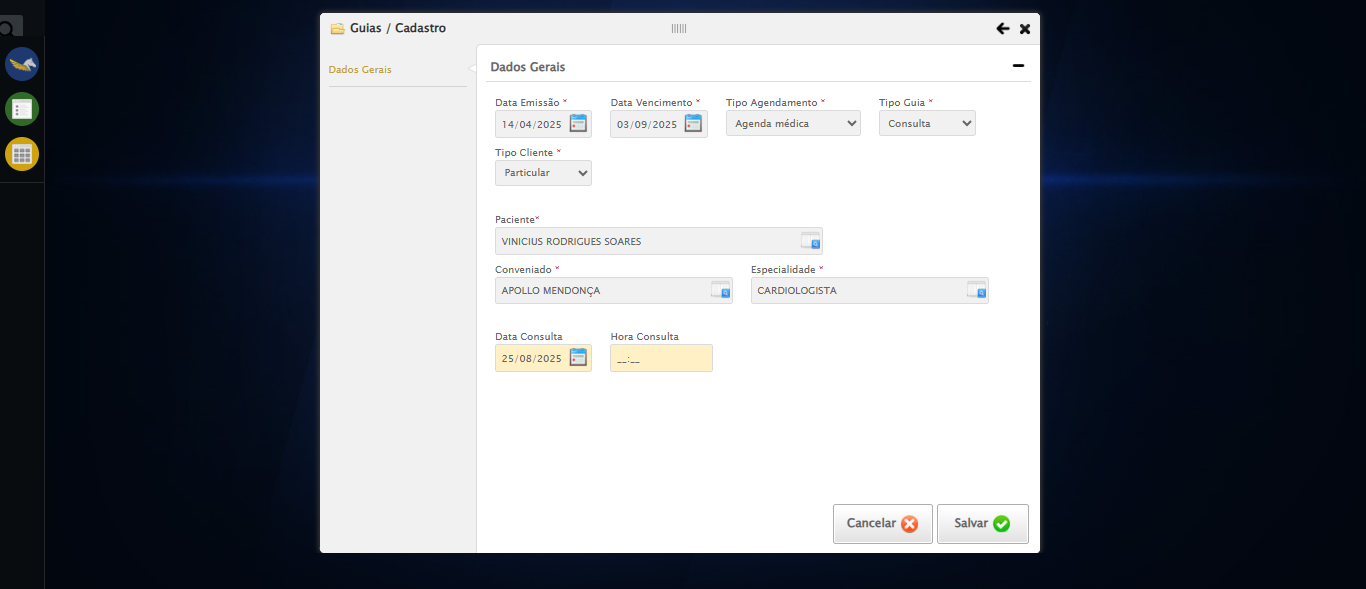 Guias / Cadastro
Dados Gerais
Dados Gerais
Data Emissão * Data Vencimento * Tipo Agendamento * Tipo Guia *
14/04/2025 03/09/2025 Agenda médica Consulta
Tipo Cliente *
Particular
Paciente*
VINICIUS RODRIGUES SOARES
Conveniado * Especialidade *
APOLLO MENDONÇA CARDIOLOGISTA
Data Consulta Hora Consulta
25/08/2025 __:__
Cancelar Salvar